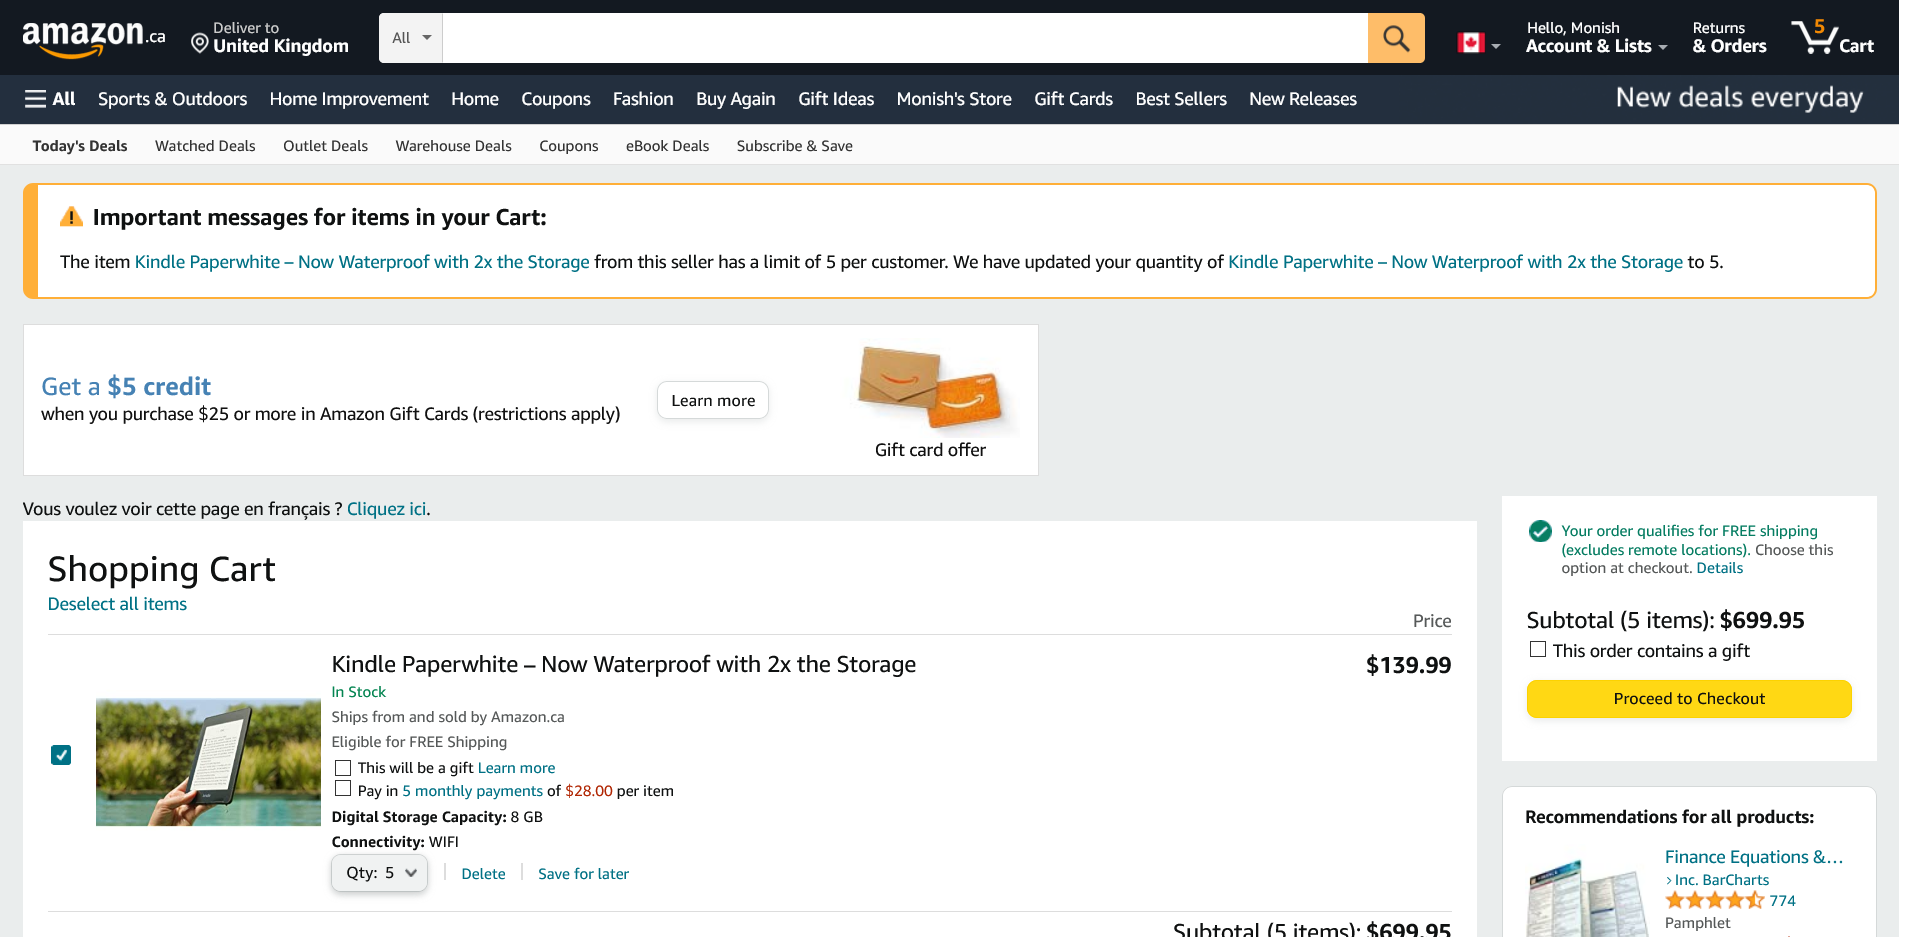 amazon.ca
Deliver to
United Kingdom
All
Hello, Monish
Account & Lists
Returns
& Orders
5
Cart
All Sports & Outdoors Home Improvement Home Coupons Fashion Buy Again Gift Ideas Monish's Store Gift Cards Best Sellers New Releases
New deals everyday
Today's Deals Watched Deals Outlet Deals Warehouse Deals Coupons eBook Deals Subscribe & Save
Important messages for items in your Cart:
The item Kindle Paperwhite – Now Waterproof with 2x the Storage from this seller has a limit of 5 per customer. We have updated your quantity of Kindle Paperwhite – Now Waterproof with 2x the Storage to 5.
Get a $5 credit
when you purchase $25 or more in Amazon Gift Cards (restrictions apply)
Learn more
Gift card offer
Vous voulez voir cette page en français ? Cliquez ici.
Shopping Cart
Deselect all items
Price
Kindle Paperwhite – Now Waterproof with 2x the Storage
$139.99
In Stock
Ships from and sold by Amazon.ca
Eligible for FREE Shipping
This will be a gift Learn more
Pay in 5 monthly payments of $28.00 per item
Digital Storage Capacity: 8 GB
Connectivity: WIFI
Qty: 5
Delete
Save for later
Subtotal (5 items): $699.95
Your order qualifies for FREE shipping
(excludes remote locations). Choose this
option at checkout. Details
Subtotal (5 items): $699.95
This order contains a gift
Proceed to Checkout
Recommendations for all products:
Finance Equations &…
› Inc. BarCharts
774
Pamphlet